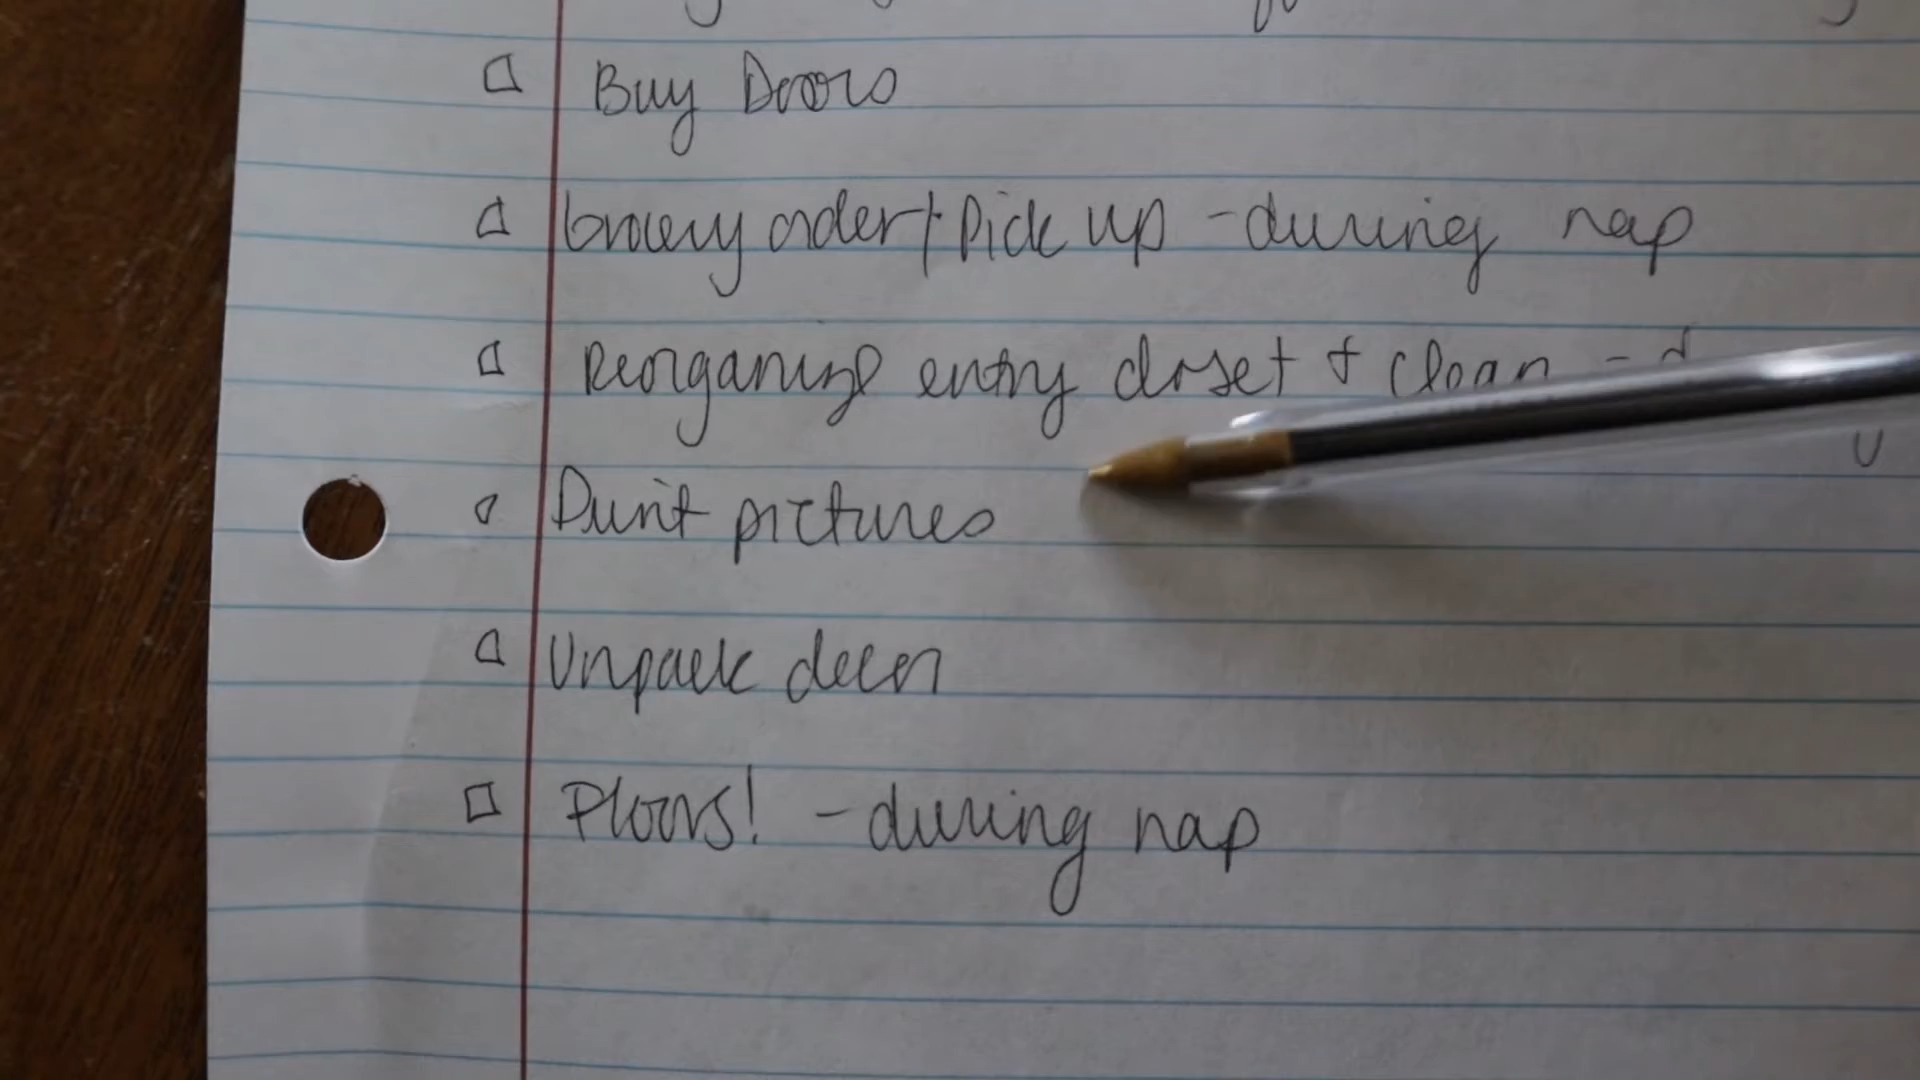 Buy Doors
Grocery order + Pick up - during nap
Reorganize entry closet + clean -
Print pictures
Unpack decor
Floors! - during nap